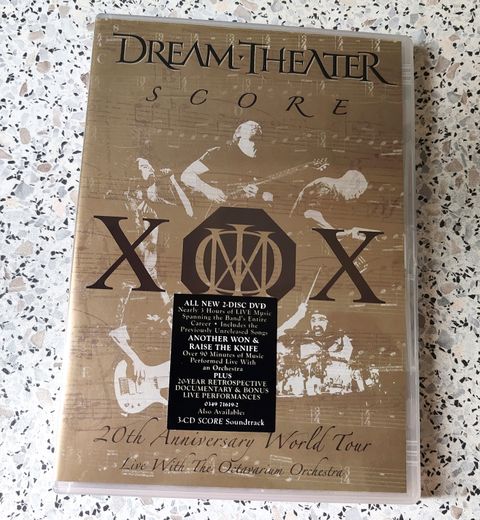 DREAM·THEATER
SCORE
X X
ALL NEW 2-DISC DVD
Nearly 3 Hours of LIVE Music
Spanning the Band's Entire
Career • Includes the
Previously Unreleased Songs
ANOTHER WON &
RAISE THE KNIFE
Over 90 Minutes of Music
Performed Live With
an Orchestra
PLUS
20-YEAR RETROSPECTIVE
DOCUMENTARY & BONUS
LIVE PERFORMANCES
0349 71619-2
Also Available:
3-CD SCORE Soundtrack
20th Anniversary World Tour
Live With The Octavarium Orchestra